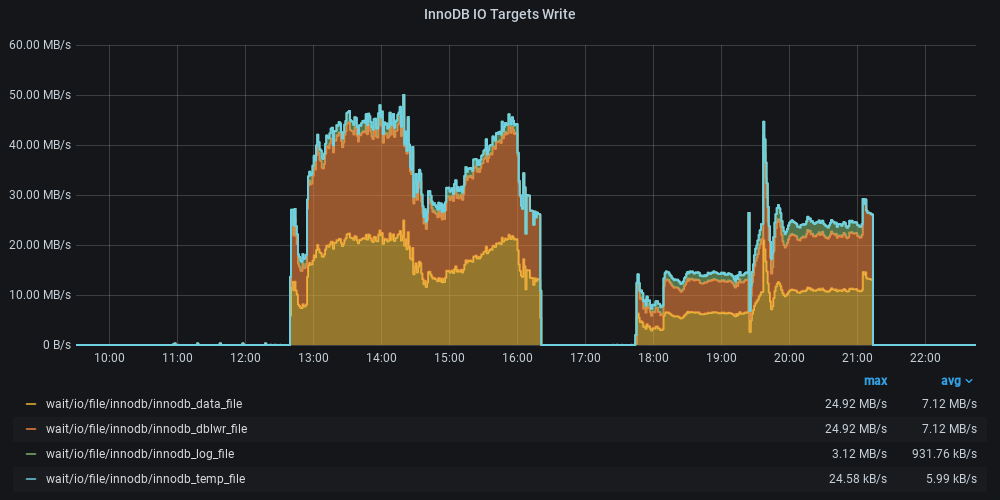 InnoDB IO Targets Write
60.00 MB/s
50.00 MB/s
40.00 MB/s
30.00 MB/s
20.00 MB/s
10.00 MB/s
0 B/s
10:00 11:00 12:00 13:00 14:00 15:00 16:00 17:00 18:00 19:00 20:00 21:00 22:00
max avg
wait/io/file/innodb/innodb_data_file 24.92 MB/s 7.12 MB/s
wait/io/file/innodb/innodb_dblwr_file 24.92 MB/s 7.12 MB/s
wait/io/file/innodb/innodb_log_file 3.12 MB/s 931.76 kB/s
wait/io/file/innodb/innodb_temp_file 24.58 kB/s 5.99 kB/s